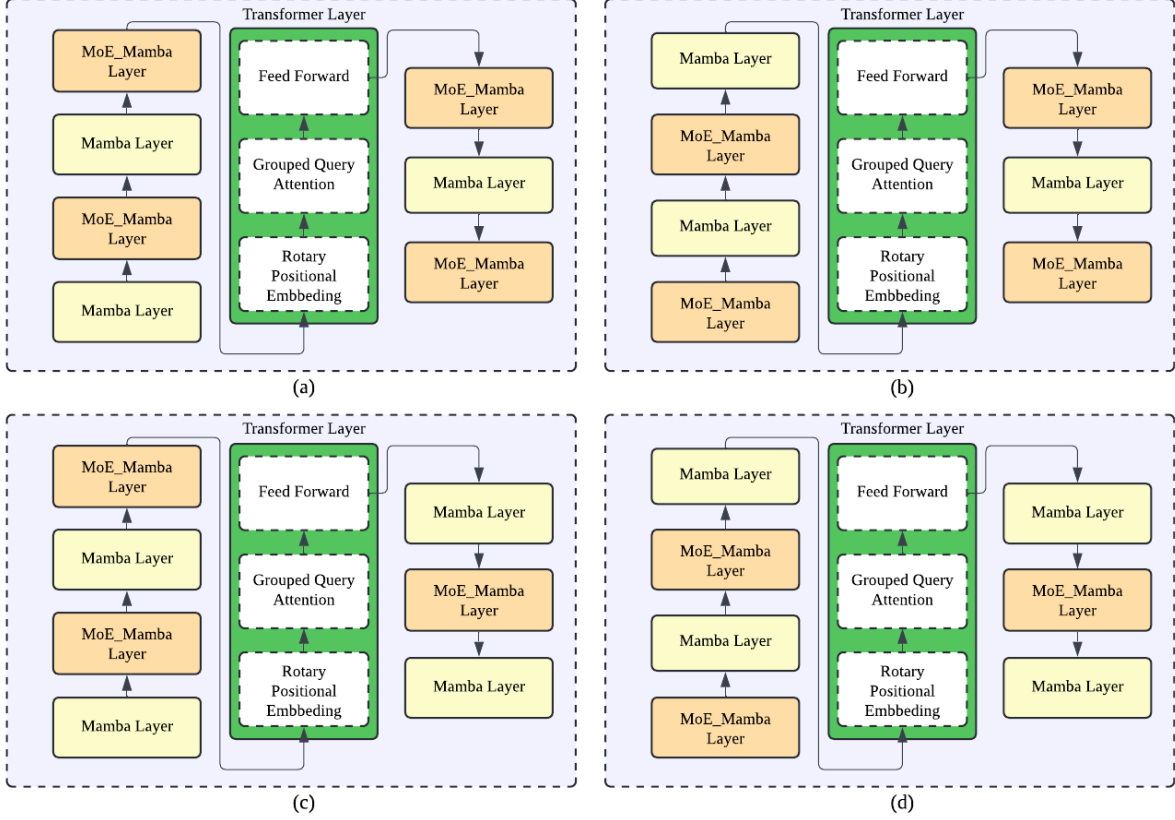 Transformer Layer
MoE_Mamba
Layer
Mamba Layer
MoE_Mamba
Layer
Mamba Layer
Feed Forward
Grouped Query
Attention
Rotary
Positional
Embbeding
MoE_Mamba
Layer
Mamba Layer
MoE_Mamba
Layer
(a)
Transformer Layer
Mamba Layer
MoE_Mamba
Layer
Mamba Layer
MoE_Mamba
Layer
Feed Forward
Grouped Query
Attention
Rotary
Positional
Embbeding
MoE_Mamba
Layer
Mamba Layer
MoE_Mamba
Layer
(b)
Transformer Layer
MoE_Mamba
Layer
Mamba Layer
MoE_Mamba
Layer
Mamba Layer
Feed Forward
Grouped Query
Attention
Rotary
Positional
Embbeding
Mamba Layer
MoE_Mamba
Layer
Mamba Layer
(c)
Transformer Layer
Mamba Layer
MoE_Mamba
Layer
Mamba Layer
MoE_Mamba
Layer
Feed Forward
Grouped Query
Attention
Rotary
Positional
Embbeding
Mamba Layer
MoE_Mamba
Layer
Mamba Layer
(d)